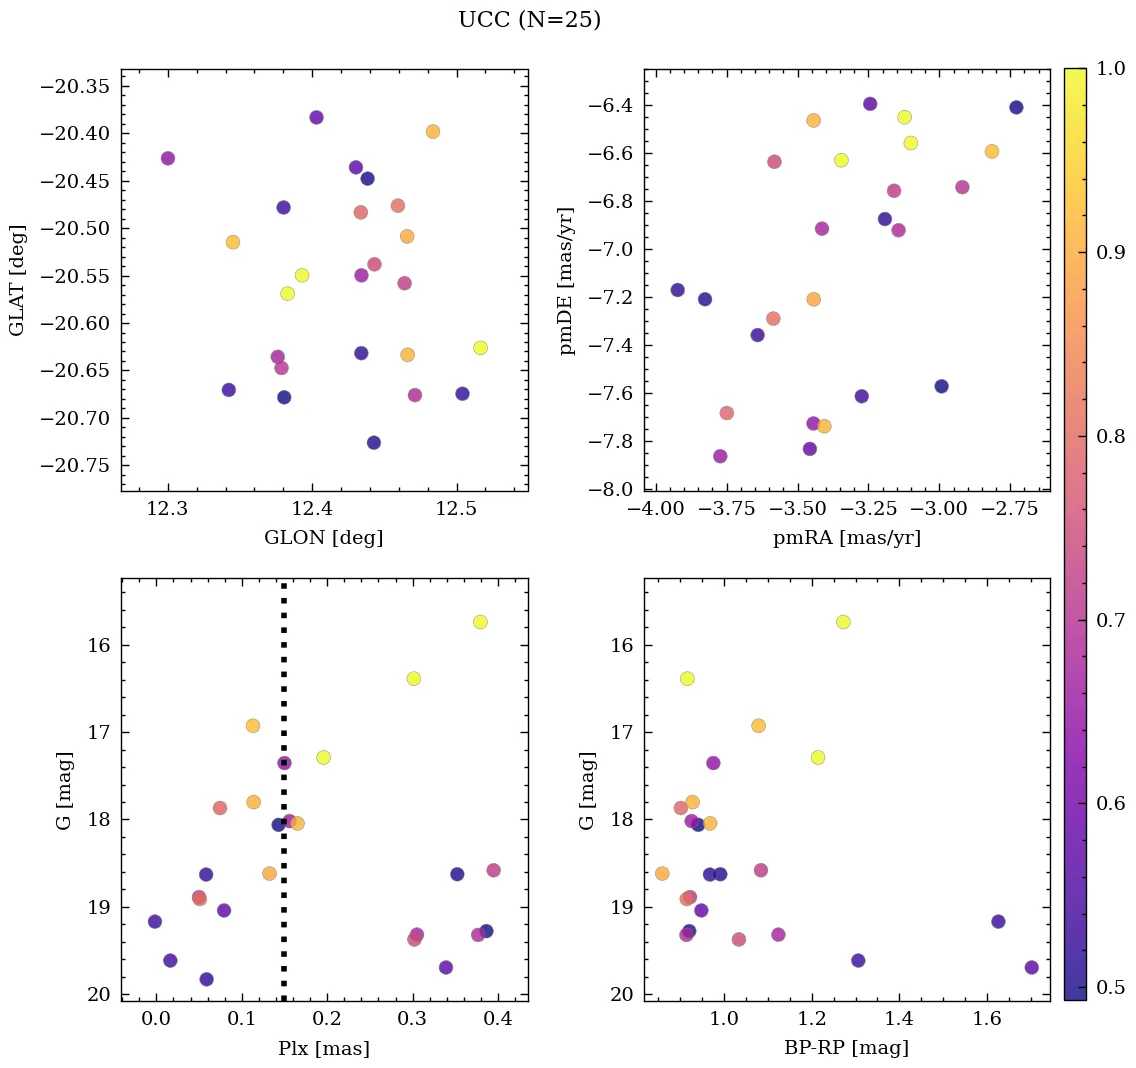 UCC (N=25)
−20.35
−20.40
−20.45
−20.50
−20.55
−20.60
−20.65
−20.70
−20.75
GLAT [deg]
12.3 12.4 12.5
GLON [deg]
−6.4
−6.6
−6.8
−7.0
−7.2
−7.4
−7.6
−7.8
−8.0
pmDE [mas/yr]
−4.00 −3.75 −3.50 −3.25 −3.00 −2.75
pmRA [mas/yr]
1.0
0.9
0.8
0.7
0.6
0.5
16
17
18
19
20
G [mag]
0.0 0.1 0.2 0.3 0.4
Plx [mas]
16
17
18
19
20
G [mag]
1.0 1.2 1.4 1.6
BP-RP [mag]